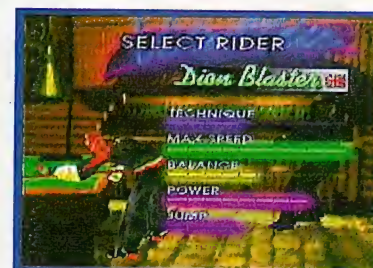 SELECT RIDER
Dion Blaster
TECHNIQUE
MAX SPEED
BALANCE
POWER
JUMP